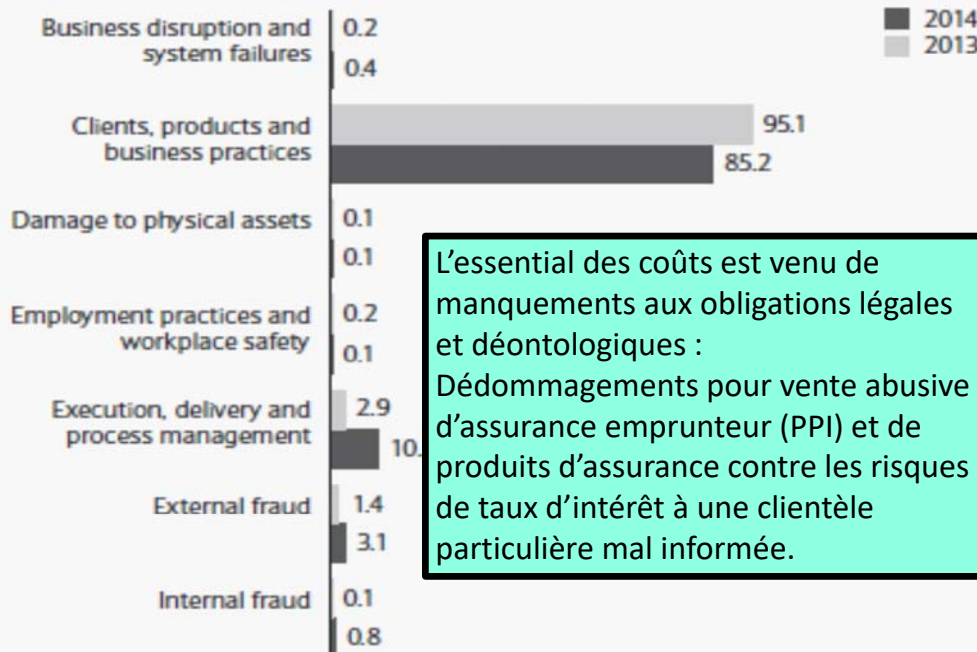 2014
2013
Business disruption and
system failures
0.2
0.4
Clients, products and
business practices
95.1
85.2
Damage to physical assets
0.1
0.1
Employment practices and
workplace safety
0.2
0.1
Execution, delivery and
process management
2.9
10.
External fraud
1.4
3.1
Internal fraud
0.1
0.8
L'essential des coûts est venu de
manquements aux obligations légales
et déontologiques :
Dédommagements pour vente abusive
d'assurance emprunteur (PPI) et de
produits d'assurance contre les risques
de taux d'intérêt à une clientèle
particulière mal informée.